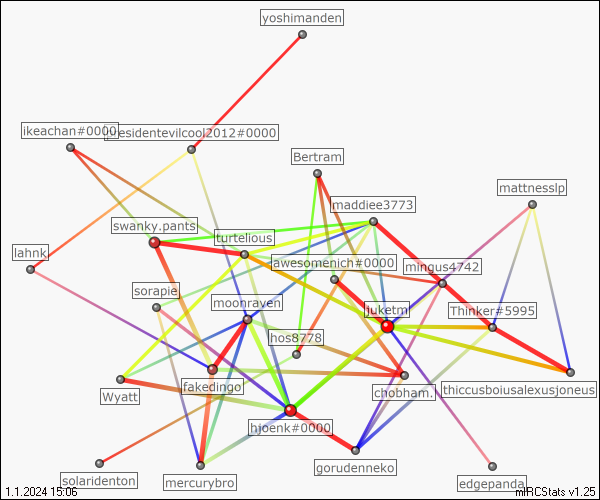 yoshimanden
ikeachan#0000
residentevilcool2012#0000
Bertram
mattnesslp
maddiee3773
swanky.pants
turtelious
lahnk
awesomenich#0000
mingus4742
sorapie
moonrayen
juketm
Thinker#5995
hos8778
Wyatt
fakedingo
chobham.
thiccusboiusalexusjoneus
hjoenk#0000
gorudenneko
solaridenton
mercurybro
edgepanda
1.1.2024 15:06
mIRCStats v1.25